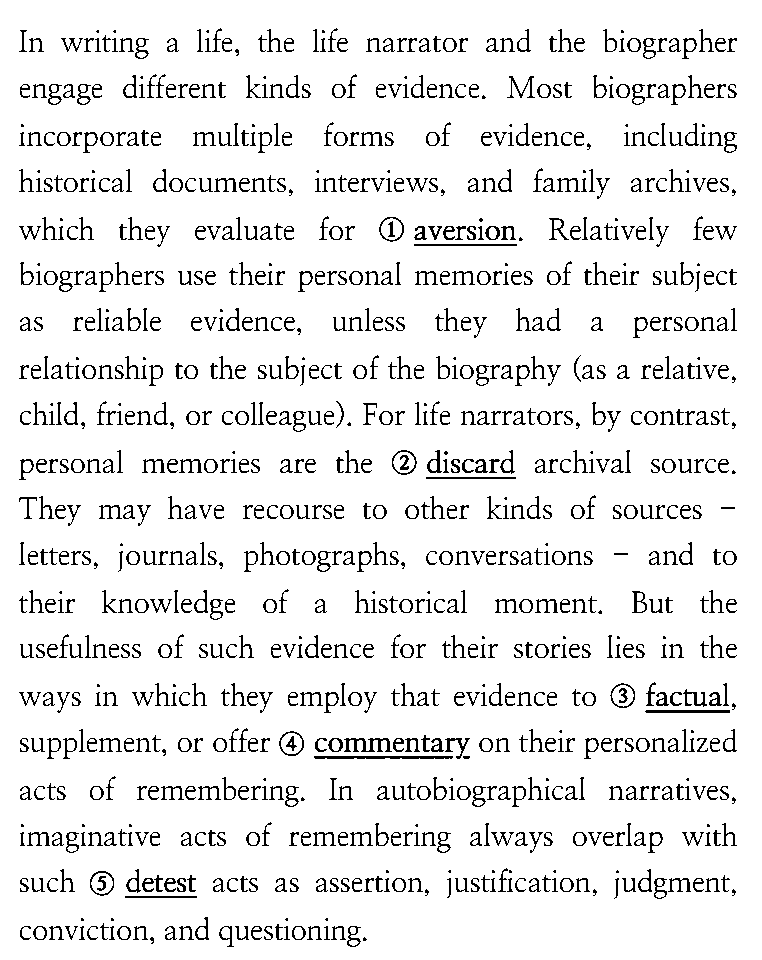 In writing a life, the life narrator and the biographer
engage different kinds of evidence. Most biographers
incorporate multiple forms of evidence, including
historical documents, interviews, and family archives,
which they evaluate for ① aversion. Relatively few
biographers use their personal memories of their subject
as reliable evidence, unless they had a personal
relationship to the subject of the biography (as a relative,
child, friend, or colleague). For life narrators, by contrast,
personal memories are the ② discard archival source.
They may have recourse to other kinds of sources −
letters, journals, photographs, conversations − and to
their knowledge of a historical moment. But the
usefulness of such evidence for their stories lies in the
ways in which they employ that evidence to ③ factual,
supplement, or offer ④ commentary on their personalized
acts of remembering. In autobiographical narratives,
imaginative acts of remembering always overlap with
such ⑤ detest acts as assertion, justification, judgment,
conviction, and questioning.